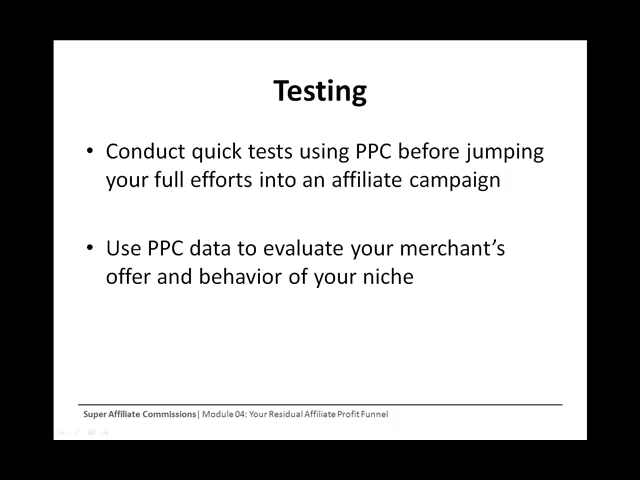 Testing
• Conduct quick tests using PPC before jumping
your full efforts into an affiliate campaign
• Use PPC data to evaluate your merchant's
offer and behavior of your niche
Super Affiliate Commissions| Module 04: Your Residual Affiliate Profit Funnel